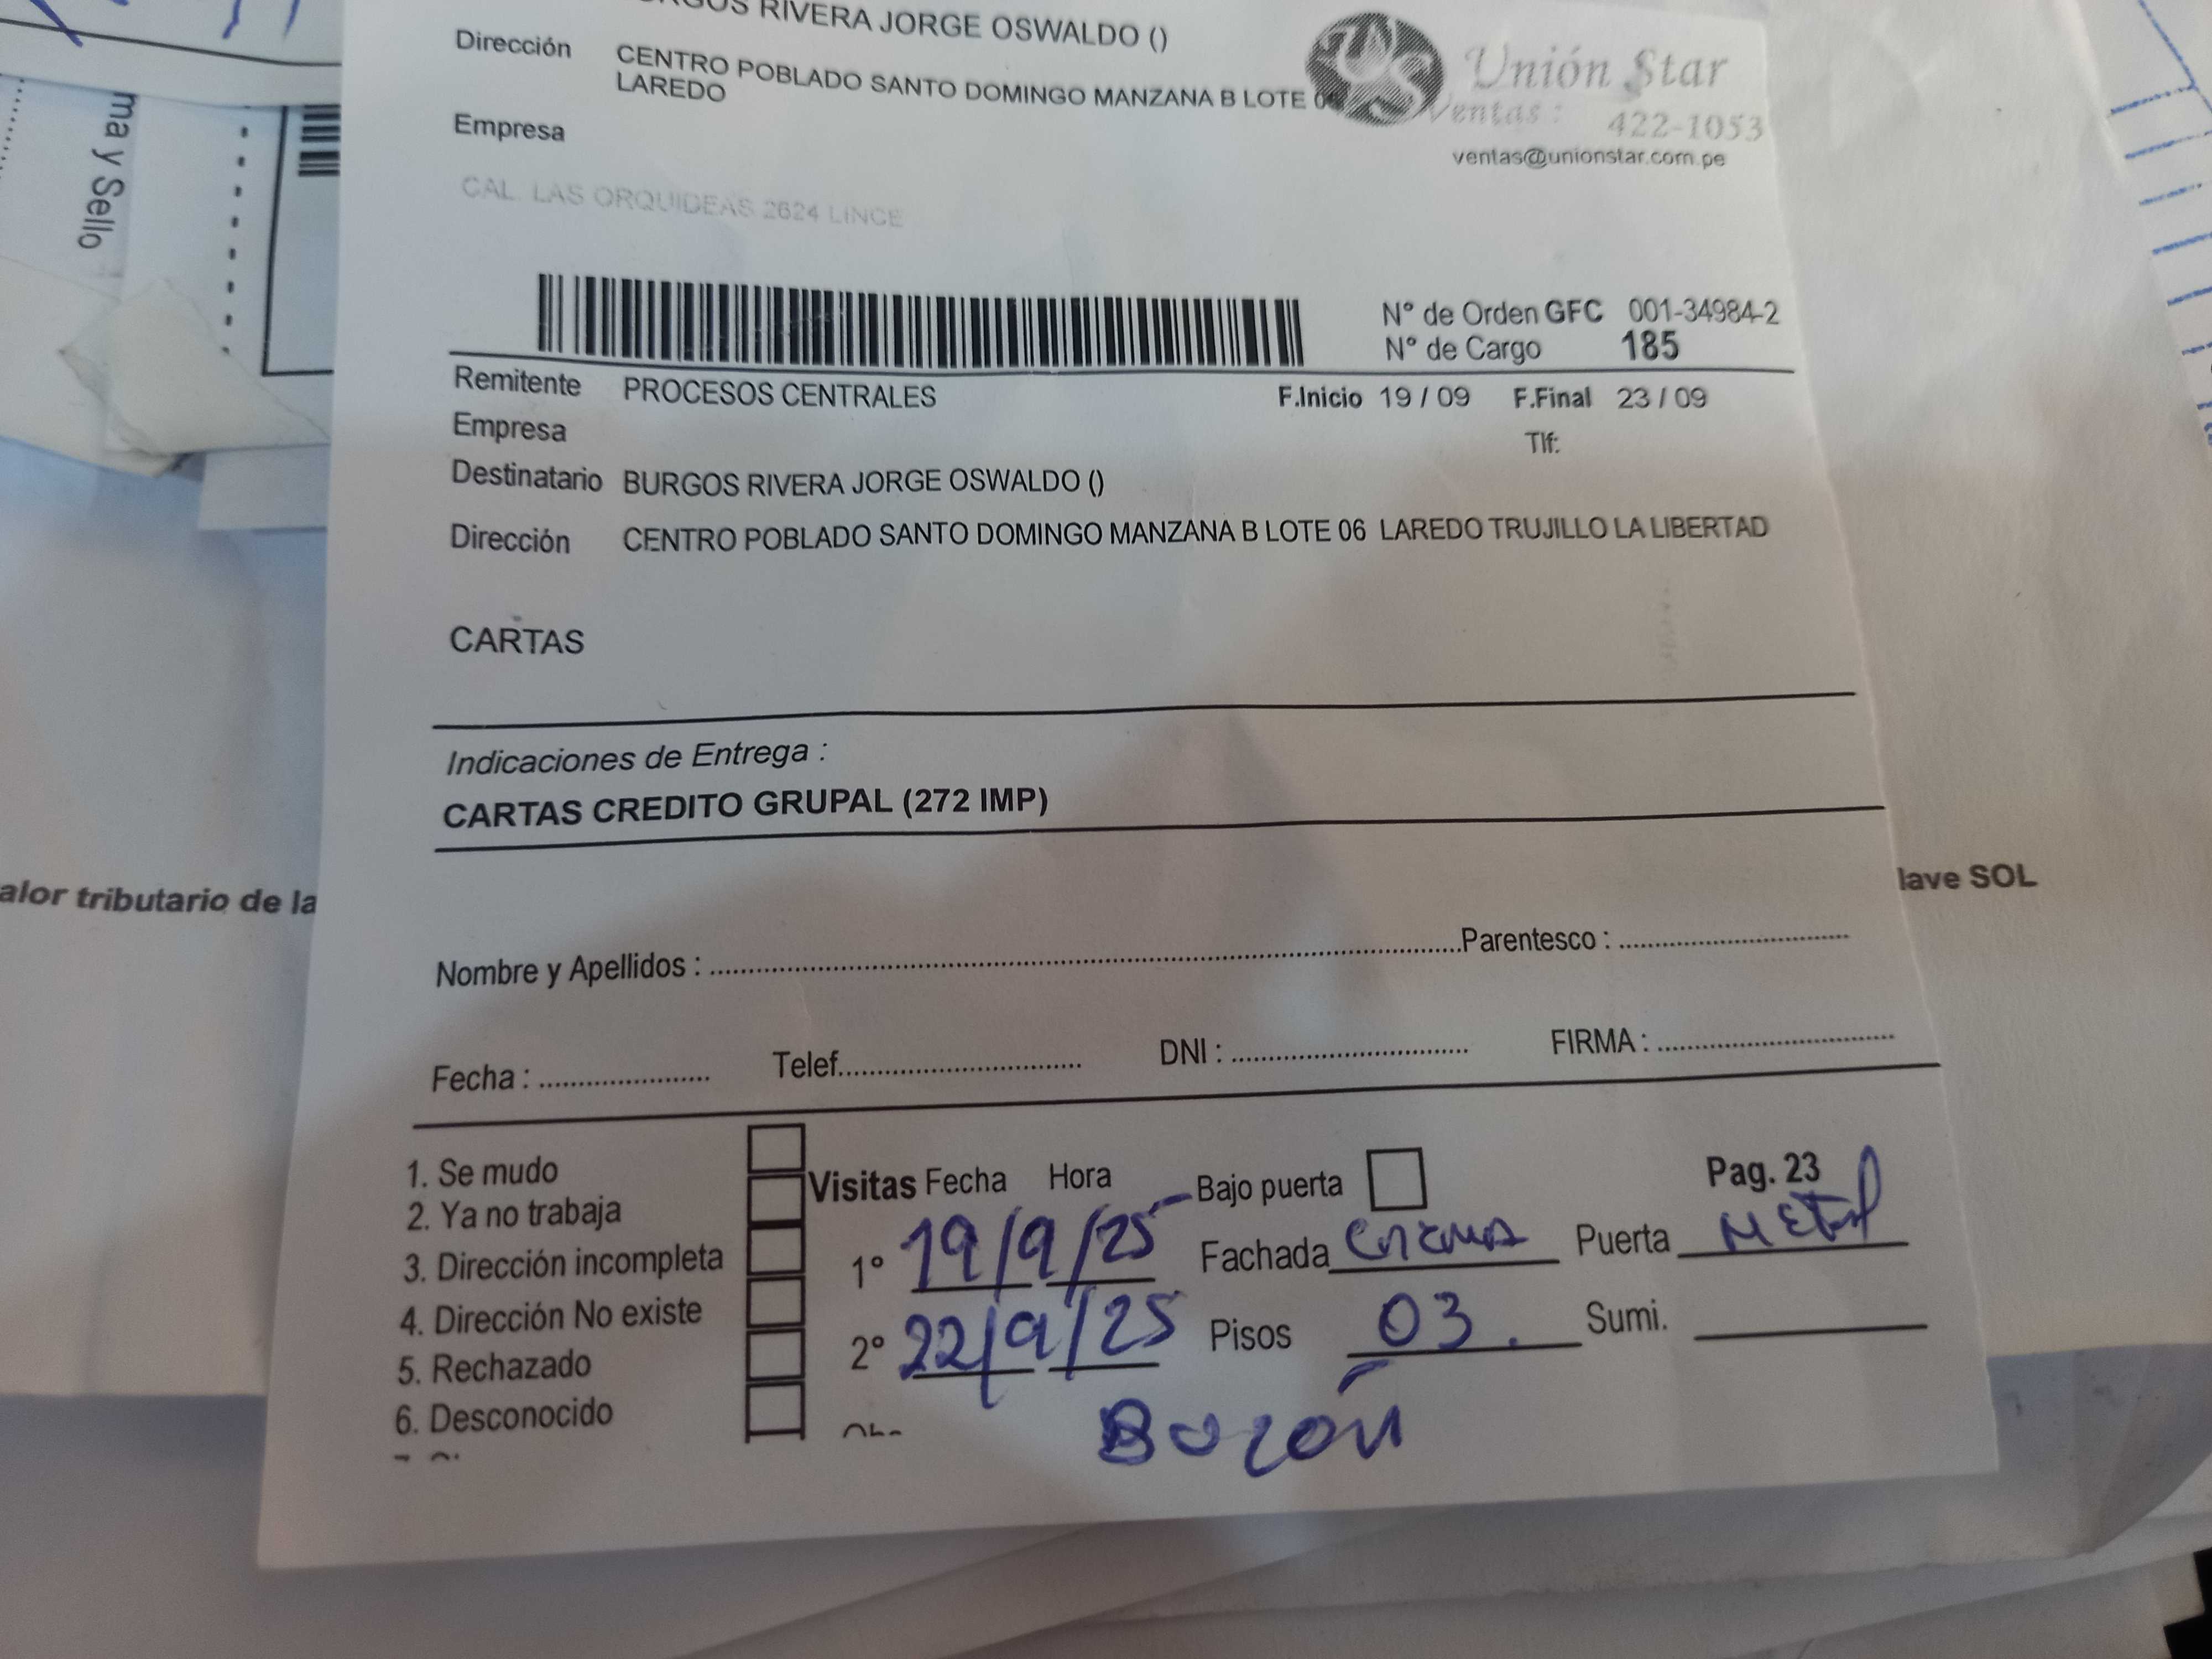 RIVERA JORGE OSWALDO ()
Dirección CENTRO POBLADO SANTO DOMINGO MANZANA B LOTE
LAREDO
Unión Star
Ventas : 422-1053
ventas@unionstar.com.pe
Empresa
CAL. LAS ORQUIDEAS 2624 LINCE
ma y Sello
N° de Orden GFC 001-34984-2
N° de Cargo 185
Remitente PROCESOS CENTRALES F.Inicio 19 / 09 F.Final 23 / 09
Empresa Tlf:
Destinatario BURGOS RIVERA JORGE OSWALDO ()
Dirección CENTRO POBLADO SANTO DOMINGO MANZANA B LOTE 06 LAREDO TRUJILLO LA LIBERTAD
CARTAS
Indicaciones de Entrega :
CARTAS CREDITO GRUPAL (272 IMP)
alor tributario de la lave SOL
Nombre y Apellidos : Parentesco :
Fecha : Telef. DNI : FIRMA :
1. Se mudo
2. Ya no trabaja
3. Dirección incompleta
4. Dirección No existe
5. Rechazado
6. Desconocido
Visitas Fecha Hora Bajo puerta Pag. 23
1° 19/9/25 Fachada crema Puerta METAL
2° 22/9/25 Pisos 03. Sumi.
Buzón